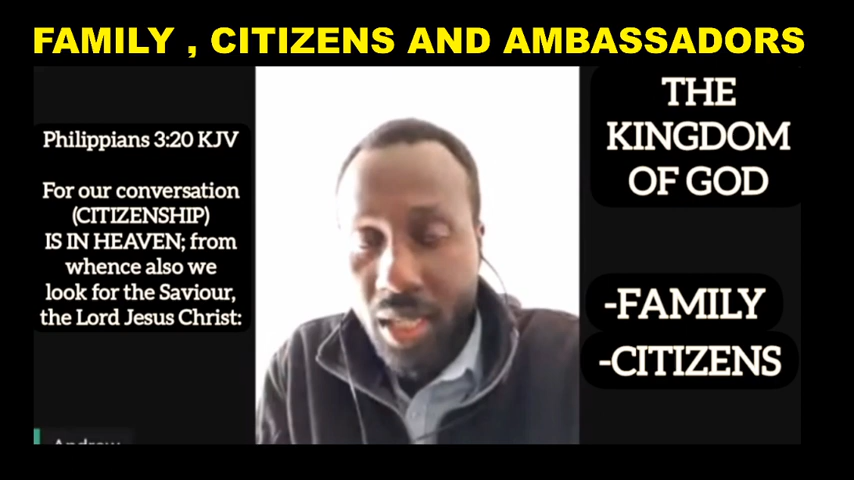 FAMILY , CITIZENS AND AMBASSADORS
Philippians 3:20 KJV
For our conversation
(CITIZENSHIP)
IS IN HEAVEN; from
whence also we
look for the Saviour,
the Lord Jesus Christ:
THE
KINGDOM
OF GOD
-FAMILY
-CITIZENS
Andrew